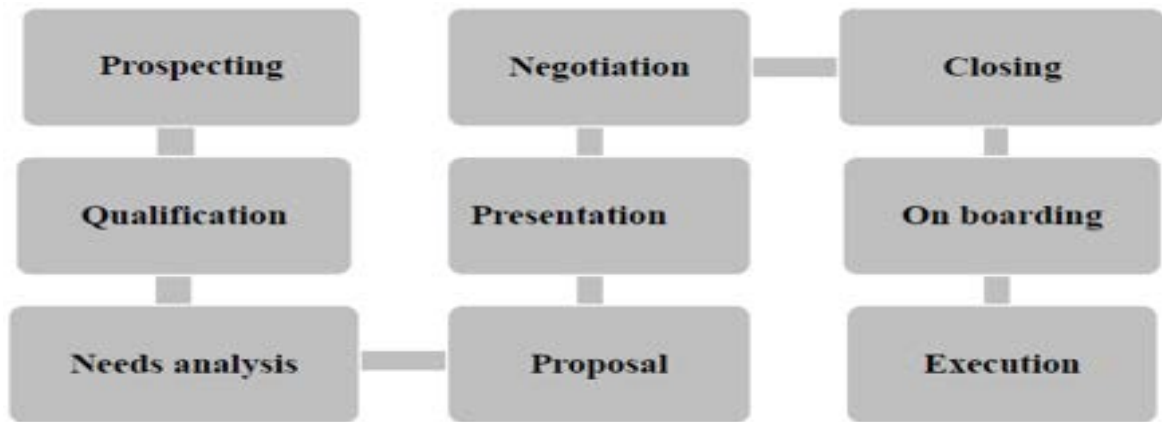 Prospecting
Negotiation
Closing
Qualification
Presentation
On boarding
Needs analysis
Proposal
Execution